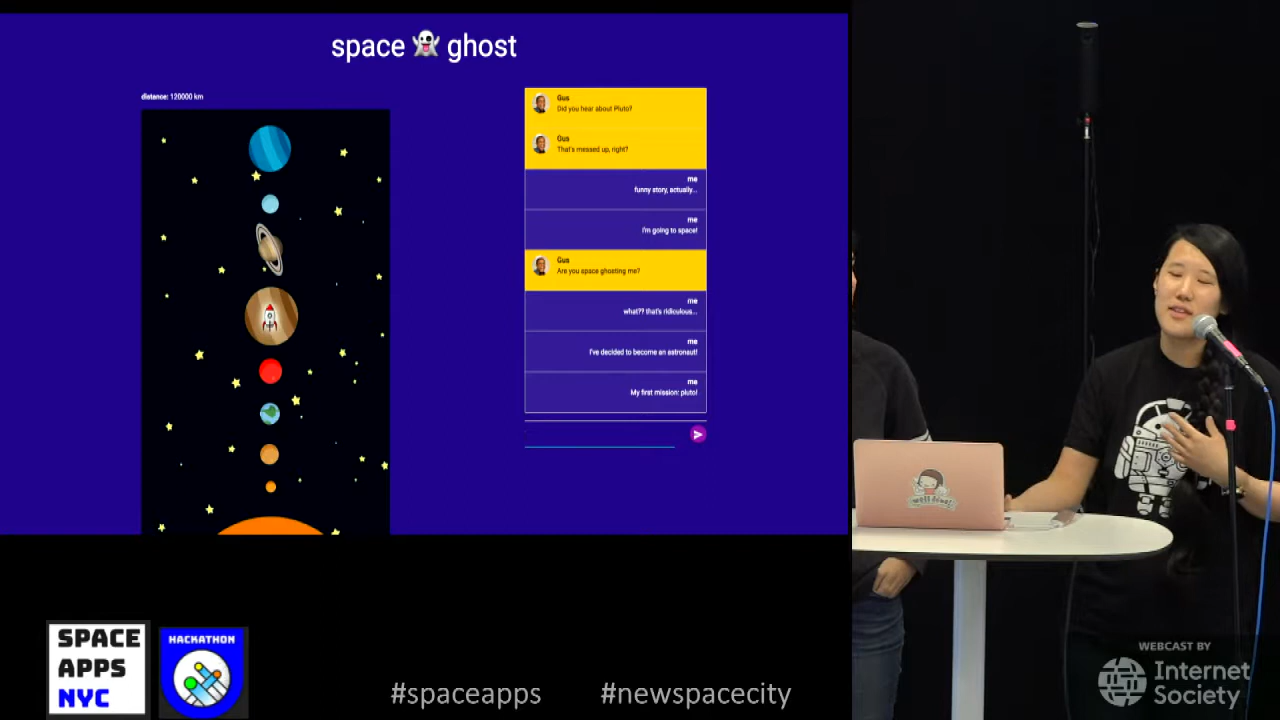 space 👻 ghost
distance: 120000 km
Gus
Did you hear about Pluto?
Gus
That's messed up, right?
me
funny story, actually...
me
I'm going to space!
Gus
Are you space ghosting me?
me
what?? that's ridiculous...
me
I've decided to become an astronaut!
me
My first mission: pluto!
SPACE
APPS
NYC
HACKATHON
#spaceapps
#newspacecity
WEBCAST BY
Internet
Society